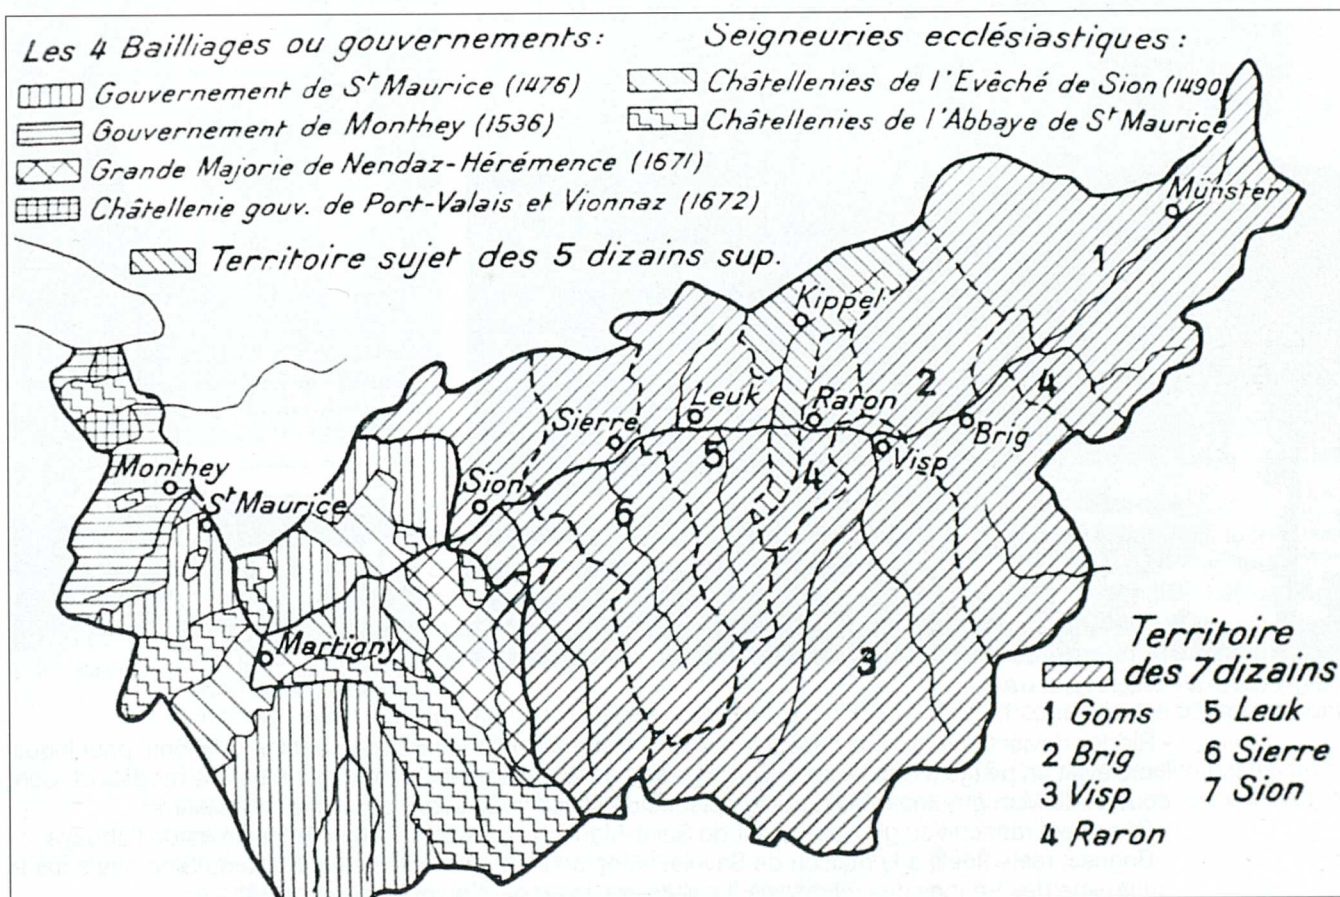 Les 4 Bailliages ou gouvernements:
Gouvernement de St Maurice (1476)
Gouvernement de Monthey (1536)
Grande Majorie de Nendaz-Hérémence (1671)
Châtellenie gouv. de Port-Valais et Vionnaz (1672)
Territoire sujet des 5 dizains sup.
Seigneuries ecclésiastiques:
Châtellenies de l'Evêché de Sion (1490)
Châtellenies de l'Abbaye de St Maurice
Münster
1
Kippel
2
4
Leuk
Raron
Brig
Sierre
5
Visp
4
Monthey
St Maurice
Sion
6
7
Martigny
3
Territoire
des 7 dizains
1 Goms
2 Brig
3 Visp
4 Raron
5 Leuk
6 Sierre
7 Sion